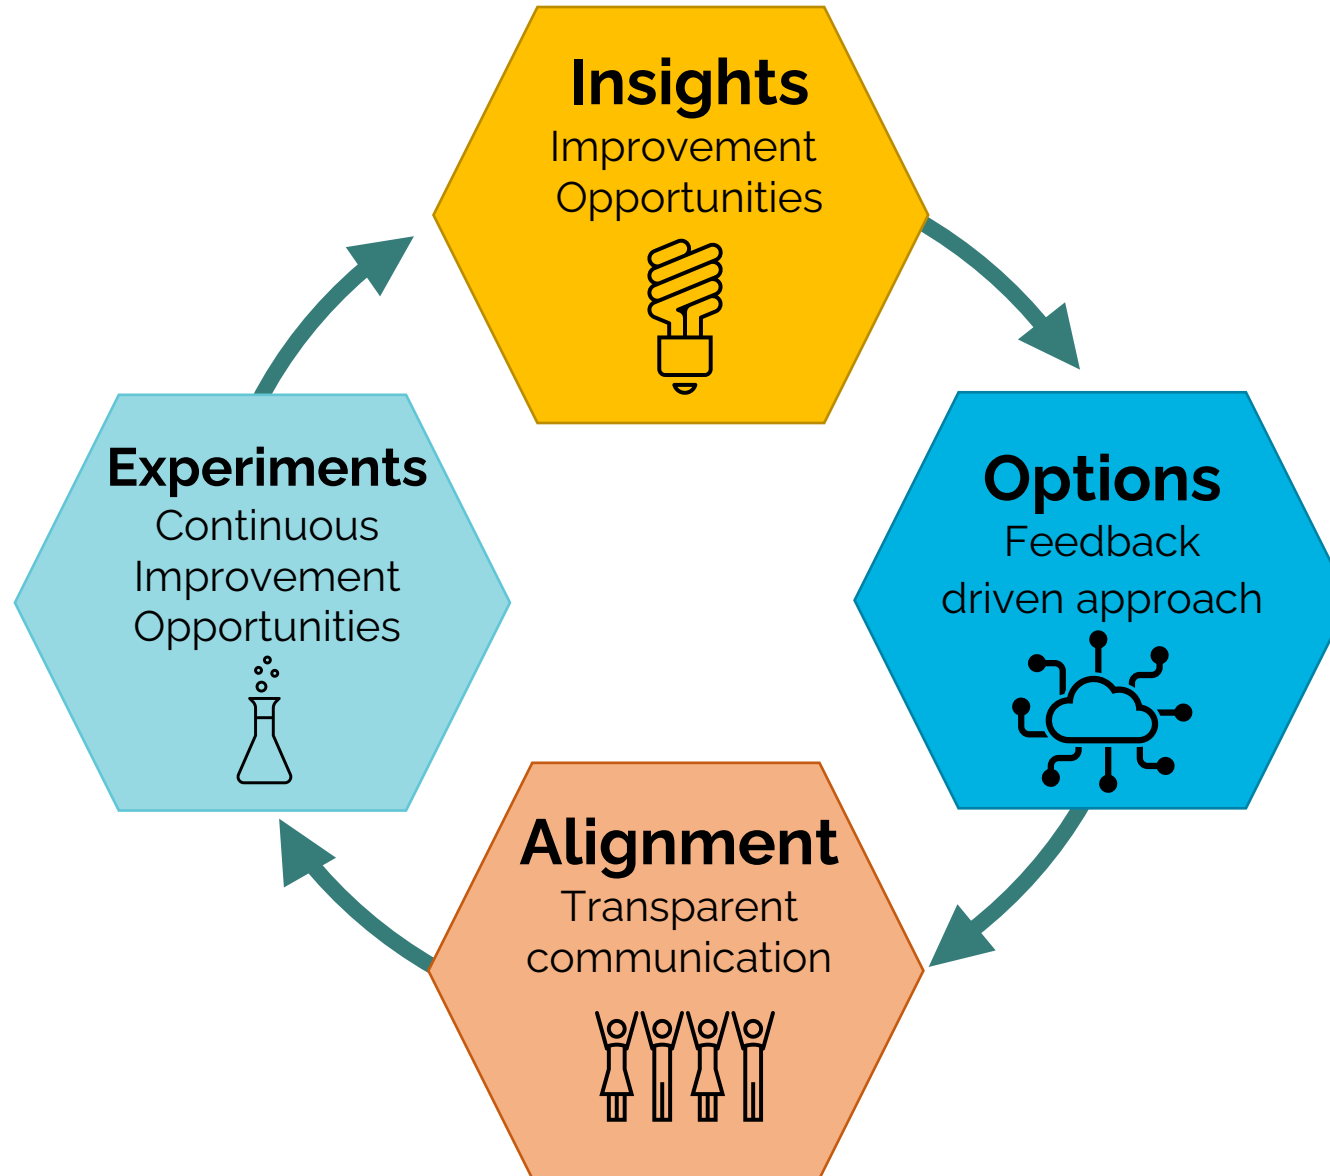 Insights
Improvement
Opportunities
Options
Feedback
driven approach
Alignment
Transparent
communication
Experiments
Continuous
Improvement
Opportunities